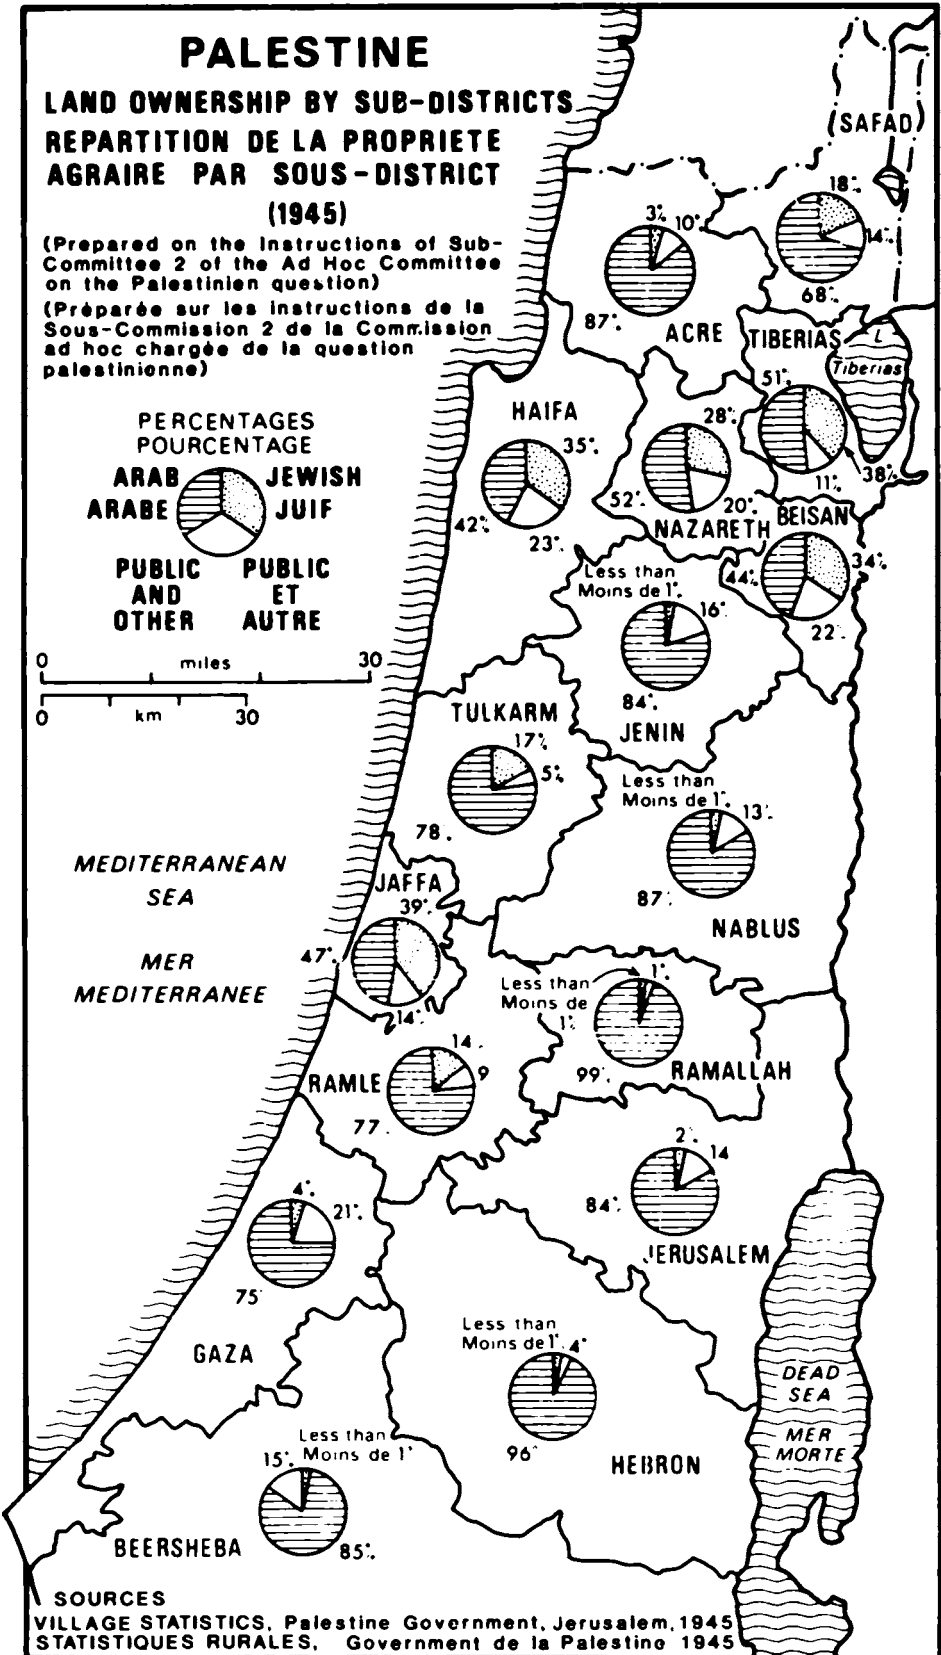 PALESTINE
LAND OWNERSHIP BY SUB-DISTRICTS
REPARTITION DE LA PROPRIETE
AGRAIRE PAR SOUS-DISTRICT
(1945)
(Prepared on the Instructions of Sub-
Committee 2 of the Ad Hoc Committee
on the Palestinien question)
(Préparée sur les instructions de la
Sous-Commission 2 de la Commission
ad hoc chargée de la question
palestinionne)
PERCENTAGES
POURCENTAGE
ARAB JEWISH
ARABE JUIF
PUBLIC PUBLIC
AND ET
OTHER AUTRE
0 miles 30
0 km 30
(SAFAD)
18%
14%
68%
3%
10%
87%
ACRE
TIBERIAS
L
Tiberias
51%
38%
11%
HAIFA
35%
42%
23%
28%
52%
20%
NAZARETH
BEISAN
34%
44%
22%
Less than
Moins de 1%
16%
84%
JENIN
TULKARM
17%
5%
78%
Less than
Moins de 1%
13%
87%
NABLUS
MEDITERRANEAN
SEA
MER
MEDITERRANEE
JAFFA
39%
47%
14%
Less than
Moins de
1%
1%
99%
RAMALLAH
14
9
RAMLE
77
2%
14
84%
JERUSALEM
4%
21%
75
GAZA
Less than
Moins de 1%
4%
96%
HEBRON
DEAD
SEA
MER
MORTE
Less than
Moins de 1%
15%
85%
BEERSHEBA
SOURCES
VILLAGE STATISTICS, Palestine Government, Jerusalem, 1945
STATISTIQUES RURALES, Government de la Palestine 1945